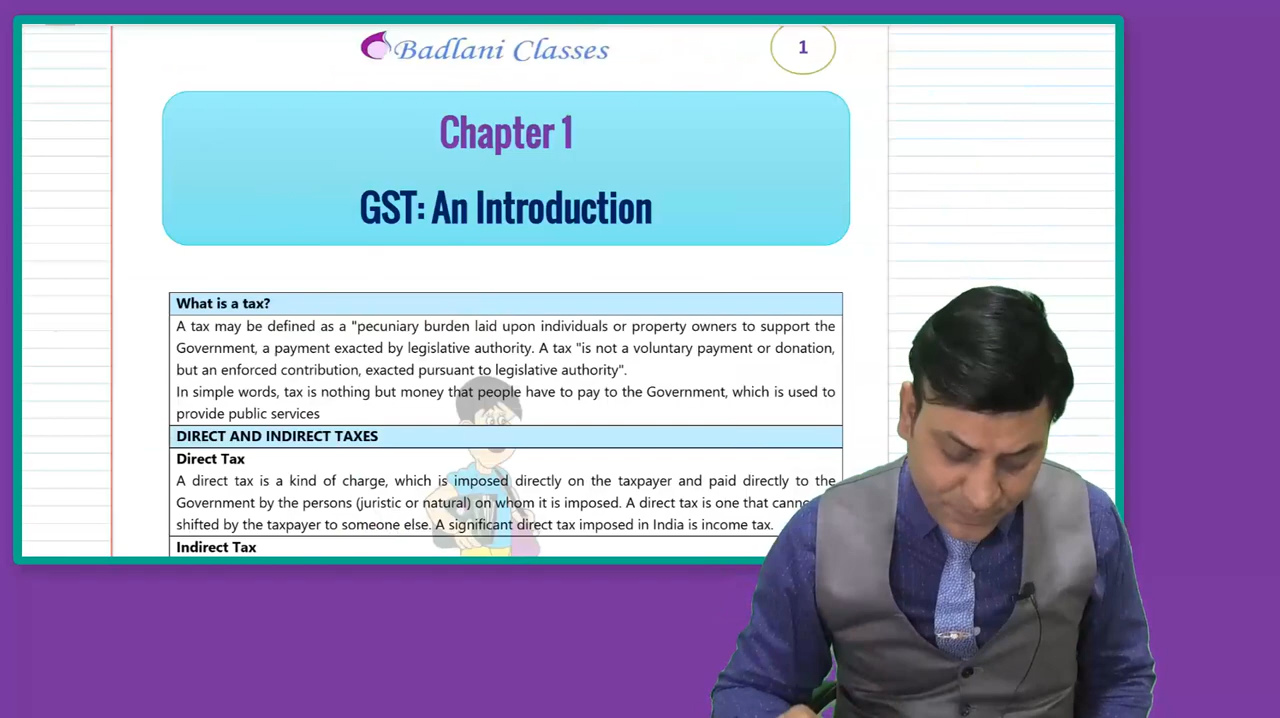 Badlani Classes
1
Chapter 1
GST: An Introduction
What is a tax?
A tax may be defined as a "pecuniary burden laid upon individuals or property owners to support the
Government, a payment exacted by legislative authority. A tax "is not a voluntary payment or donation,
but an enforced contribution, exacted pursuant to legislative authority".
In simple words, tax is nothing but money that people have to pay to the Government, which is used to
provide public services
DIRECT AND INDIRECT TAXES
Direct Tax
A direct tax is a kind of charge, which is imposed directly on the taxpayer and paid directly to the
Government by the persons (juristic or natural) on whom it is imposed. A direct tax is one that
shifted by the taxpayer to someone else. A significant direct tax imposed in India is income tax.
Indirect Tax